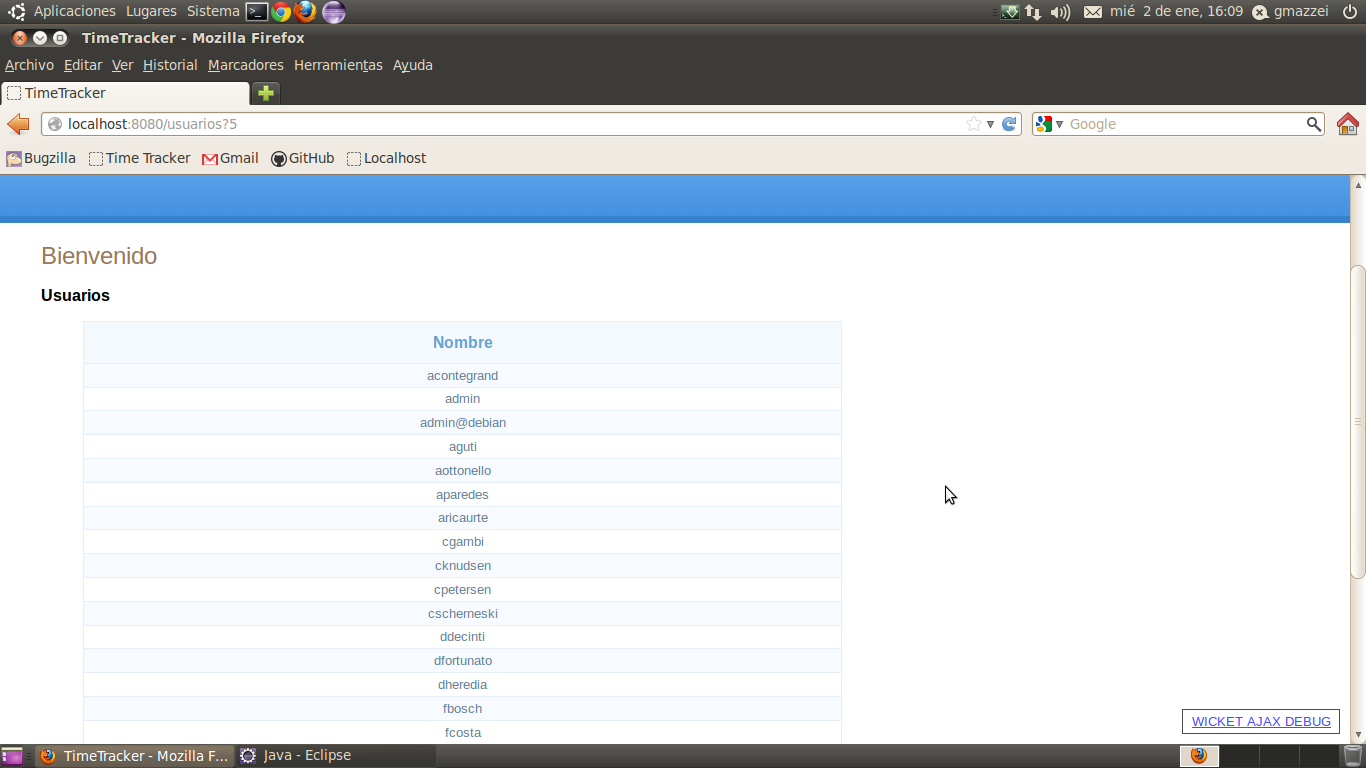 Aplicaciones Lugares Sistema mié 2 de ene, 16:09 gmazzei
TimeTracker - Mozilla Firefox
Archivo Editar Ver Historial Marcadores Herramientas Ayuda
TimeTracker
localhost:8080/usuarios?5 Google
Bugzilla Time Tracker Gmail GitHub Localhost
Bienvenido
Usuarios
Nombre
acontegrand
admin
admin@debian
aguti
aottonello
aparedes
aricaurte
cgambi
cknudsen
cpetersen
cscherneski
ddecinti
dfortunato
dheredia
fbosch
WICKET AJAX DEBUG
fcosta
TimeTracker - Mozilla F... Java - Eclipse